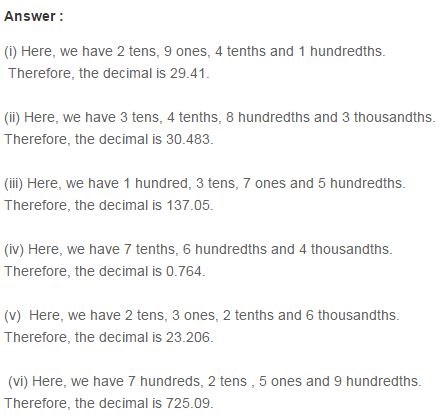 Answer :
(i) Here, we have 2 tens, 9 ones, 4 tenths and 1 hundredths.
Therefore, the decimal is 29.41.
(ii) Here, we have 3 tens, 4 tenths, 8 hundredths and 3 thousandths.
Therefore, the decimal is 30.483.
(iii) Here, we have 1 hundred, 3 tens, 7 ones and 5 hundredths.
Therefore, the decimal is 137.05.
(iv) Here, we have 7 tenths, 6 hundredths and 4 thousandths.
Therefore, the decimal is 0.764.
(v) Here, we have 2 tens, 3 ones, 2 tenths and 6 thousandths.
Therefore, the decimal is 23.206.
(vi) Here, we have 7 hundreds, 2 tens , 5 ones and 9 hundredths.
Therefore, the decimal is 725.09.